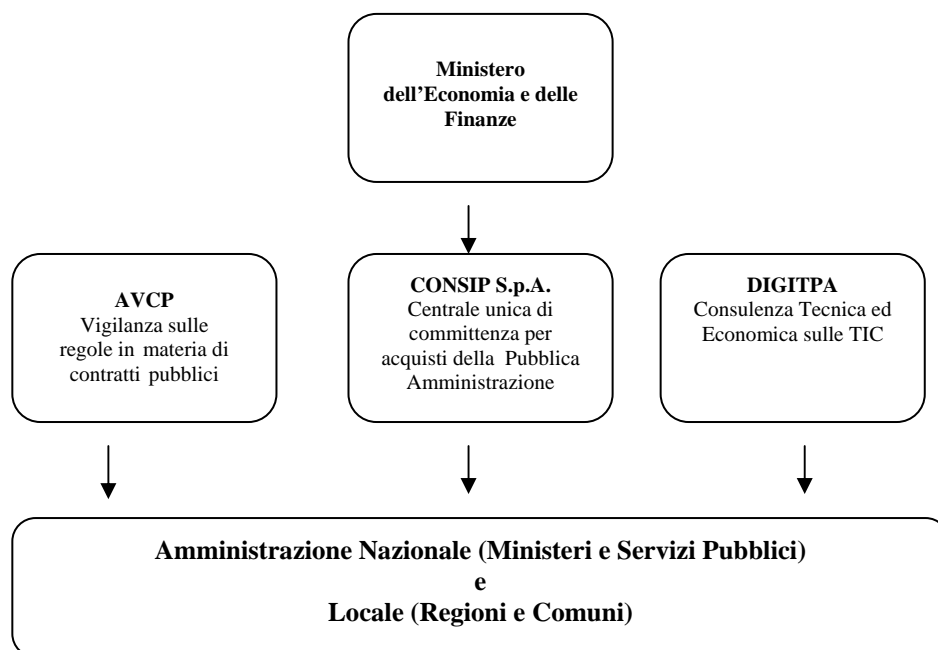 Ministero
dell'Economia e delle
Finanze
AVCP
Vigilanza sulle
regole in materia di
contratti pubblici
CONSIP S.p.A.
Centrale unica di
committenza per
acquisti della Pubblica
Amministrazione
DIGITPA
Consulenza Tecnica ed
Economica sulle TIC
Amministrazione Nazionale (Ministeri e Servizi Pubblici)
e
Locale (Regioni e Comuni)